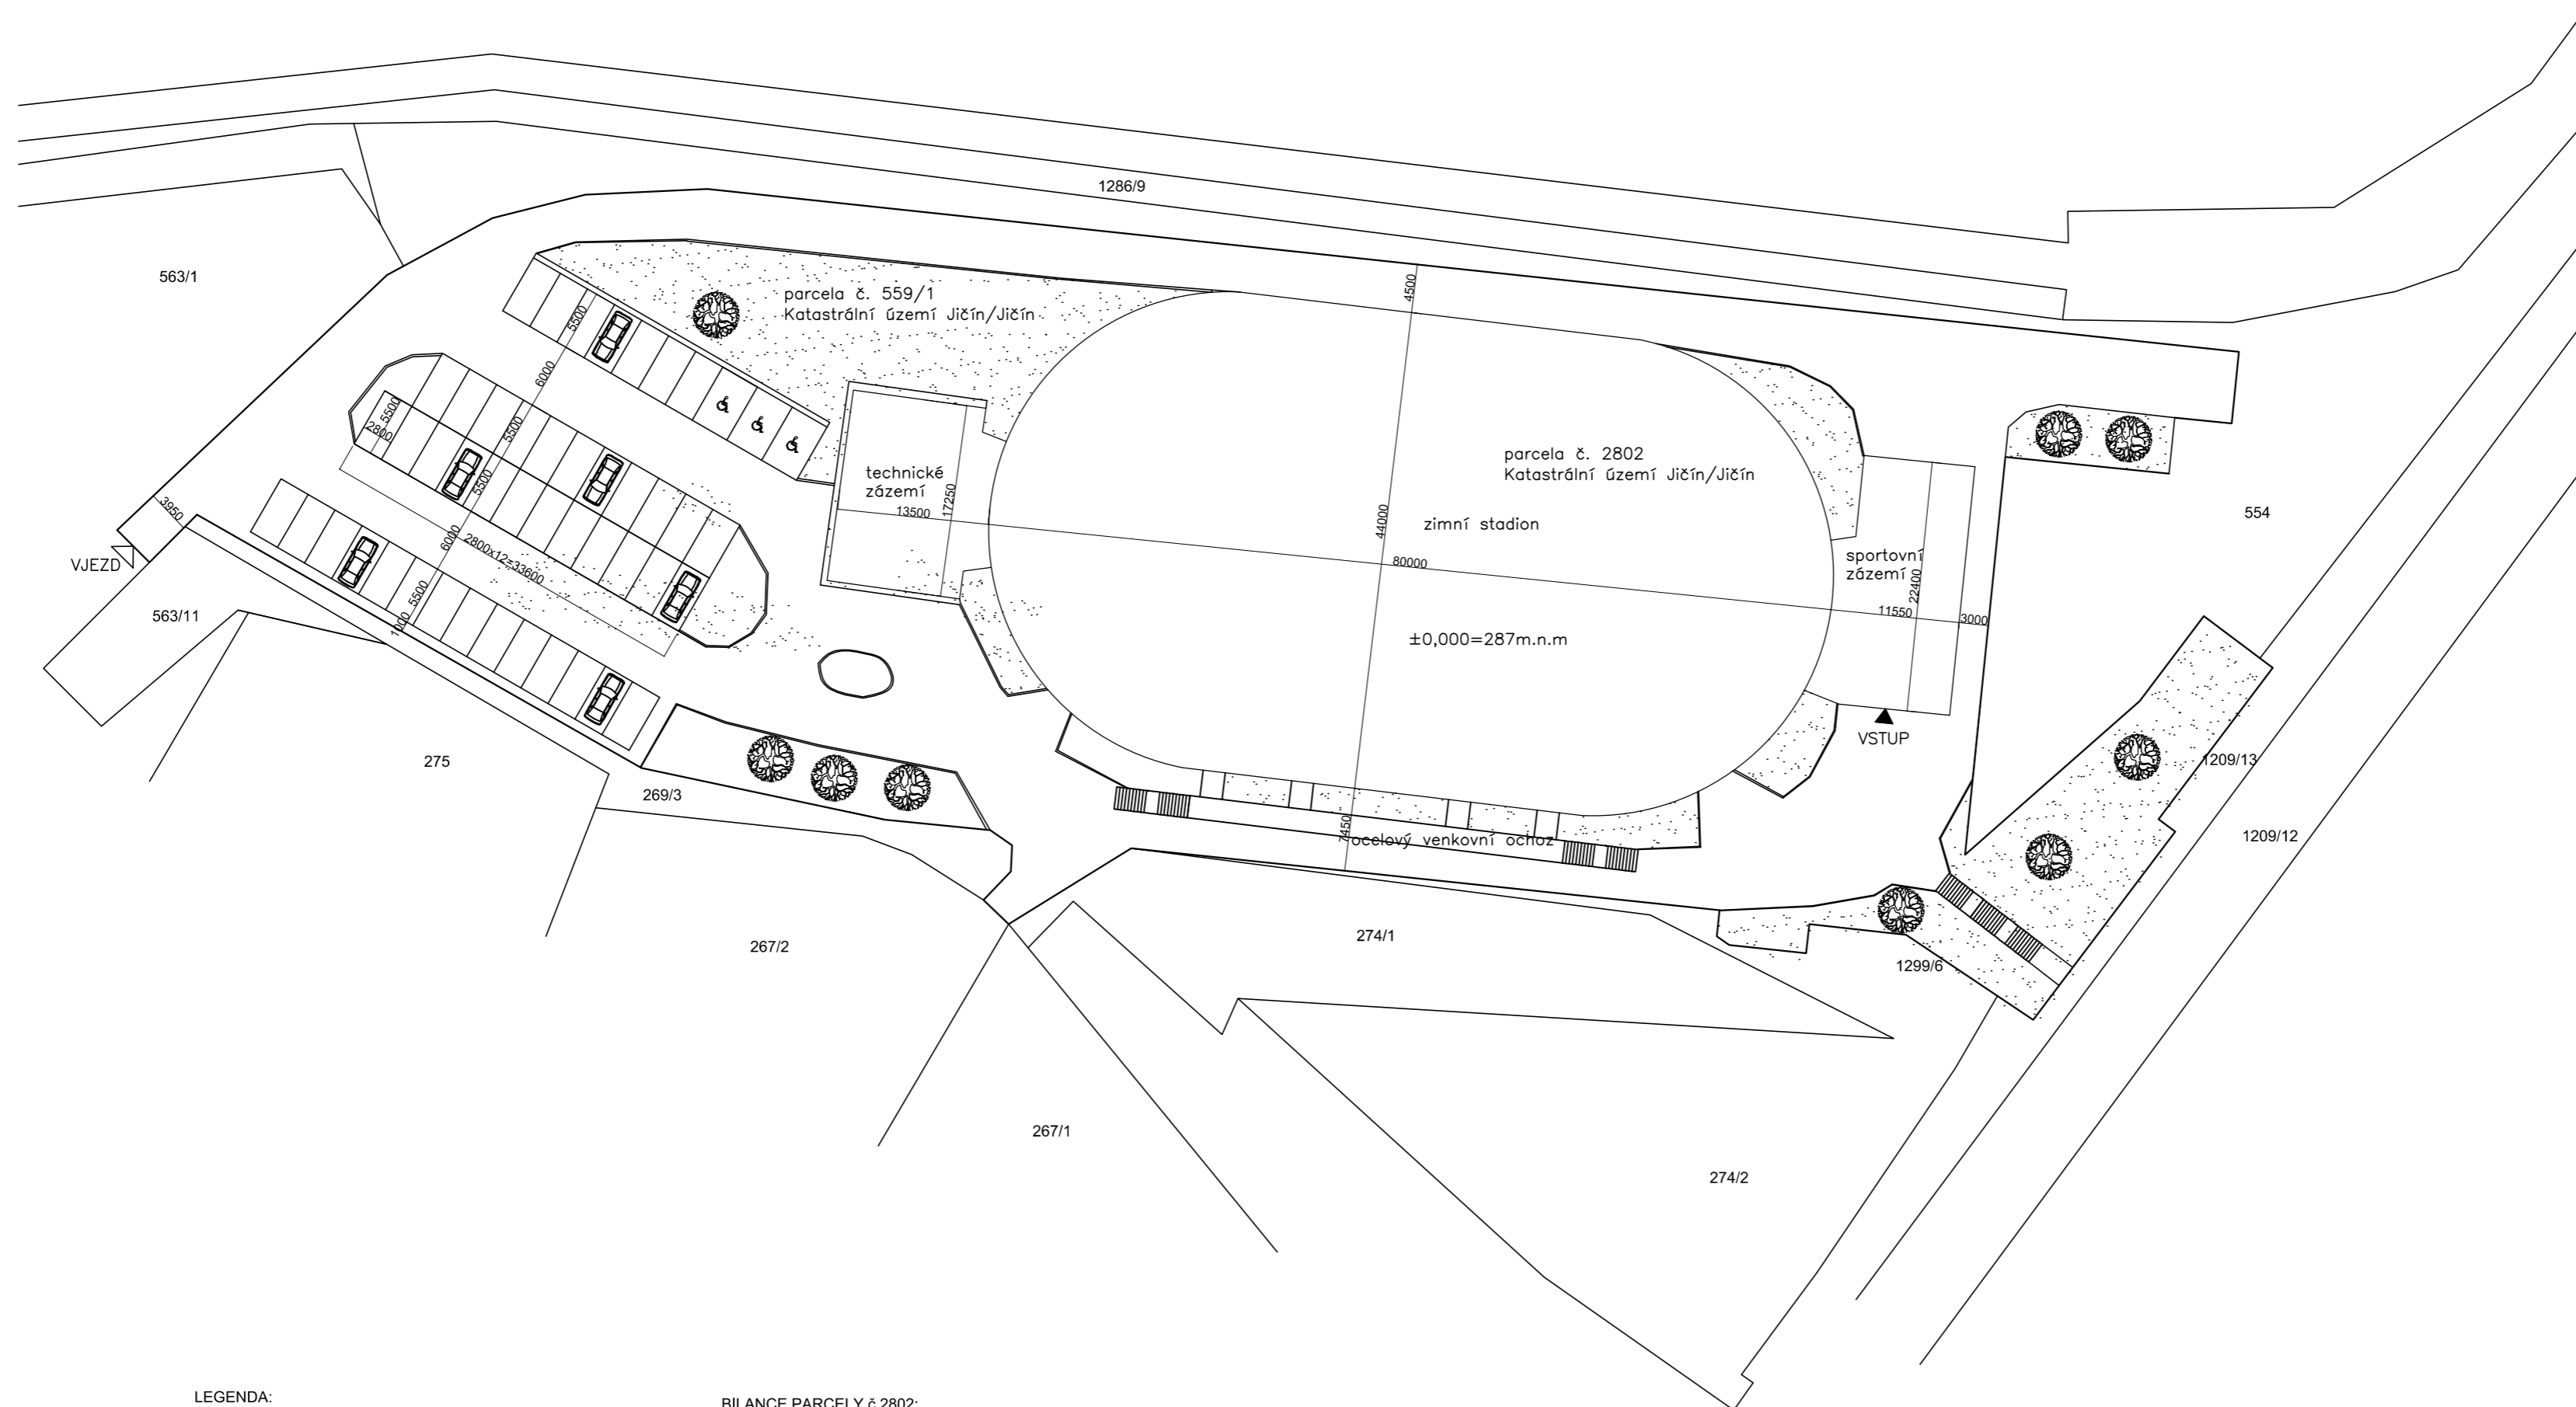 1286/9
563/1
parcela č. 559/1
Katastrální území Jičín/Jičín
4500
5500
6000
5500
2800
5500
5500
6000
2800x12=33600
5500
1000
3950
VJEZD
563/11
technické
zázemí
13500
17250
parcela č. 2802
Katastrální území Jičín/Jičín
zimní stadion
44000
80000
±0,000=287m.n.m
sportovní
zázemí
22400
11550
3000
554
VSTUP
275
269/3
7450
ocelový venkovní ochoz
1209/13
1209/12
267/2
274/1
1299/6
267/1
274/2
LEGENDA:
BILANCE PARCELY č.2802: